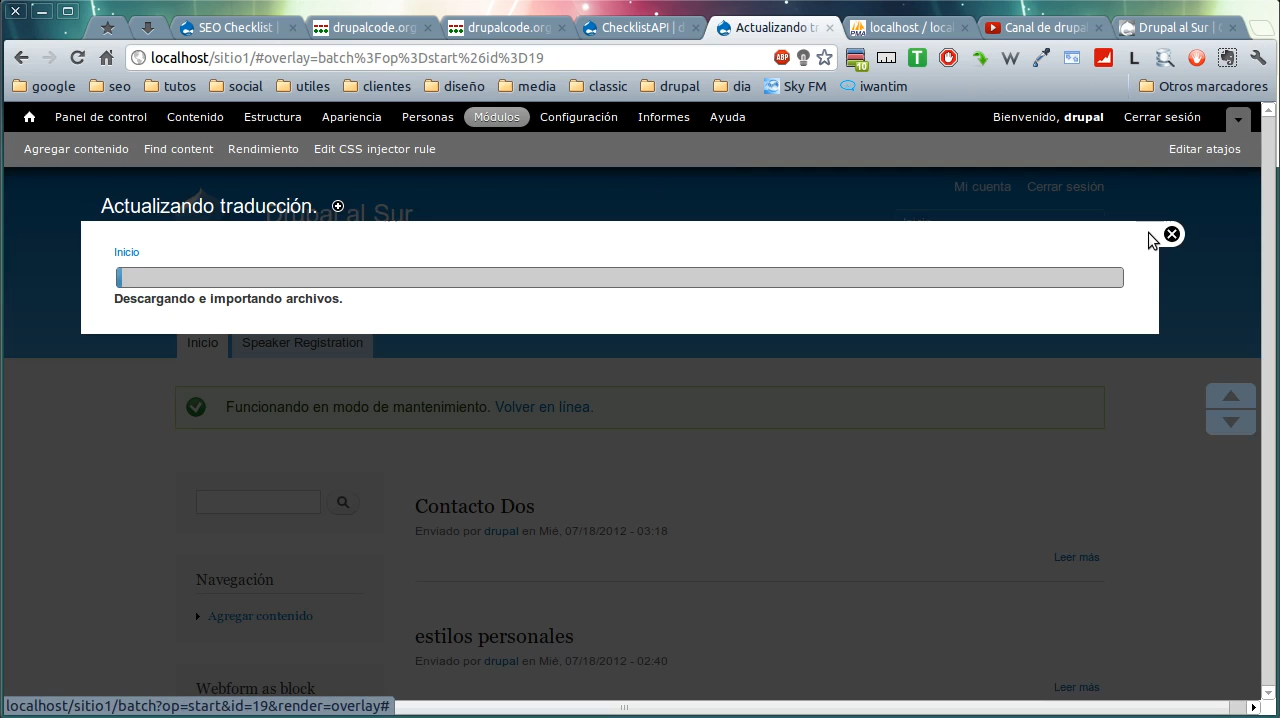 SEO Checklist |
drupalcode.org
drupalcode.org
ChecklistAPI | d
Actualizando tr
localhost / local
Canal de drupal
Drupal al Sur | C
localhost/sitio1/#overlay=batch%3Fop%3Dstart%26id%3D19
ABP
10
T
W
L
google
seo
tutos
social
utiles
clientes
diseño
media
classic
drupal
dia
Sky FM
iwantim
Otros marcadores
Panel de control
Contenido
Estructura
Apariencia
Personas
Módulos
Configuración
Informes
Ayuda
Bienvenido, drupal
Cerrar sesión
Agregar contenido
Find content
Rendimiento
Edit CSS injector rule
Editar atajos
Mi cuenta
Cerrar sesión
Actualizando traducción.
Drupal al Sur
Inicio
Inicio
Descargando e importando archivos.
Inicio
Speaker Registration
Funcionando en modo de mantenimiento. Volver en línea.
Contacto Dos
Enviado por drupal en Mié, 07/18/2012 - 03:18
Leer más
Navegación
Agregar contenido
estilos personales
Enviado por drupal en Mié, 07/18/2012 - 02:40
Leer más
Webform as block
localhost/sitio1/batch?op=start&id=19&render=overlay#